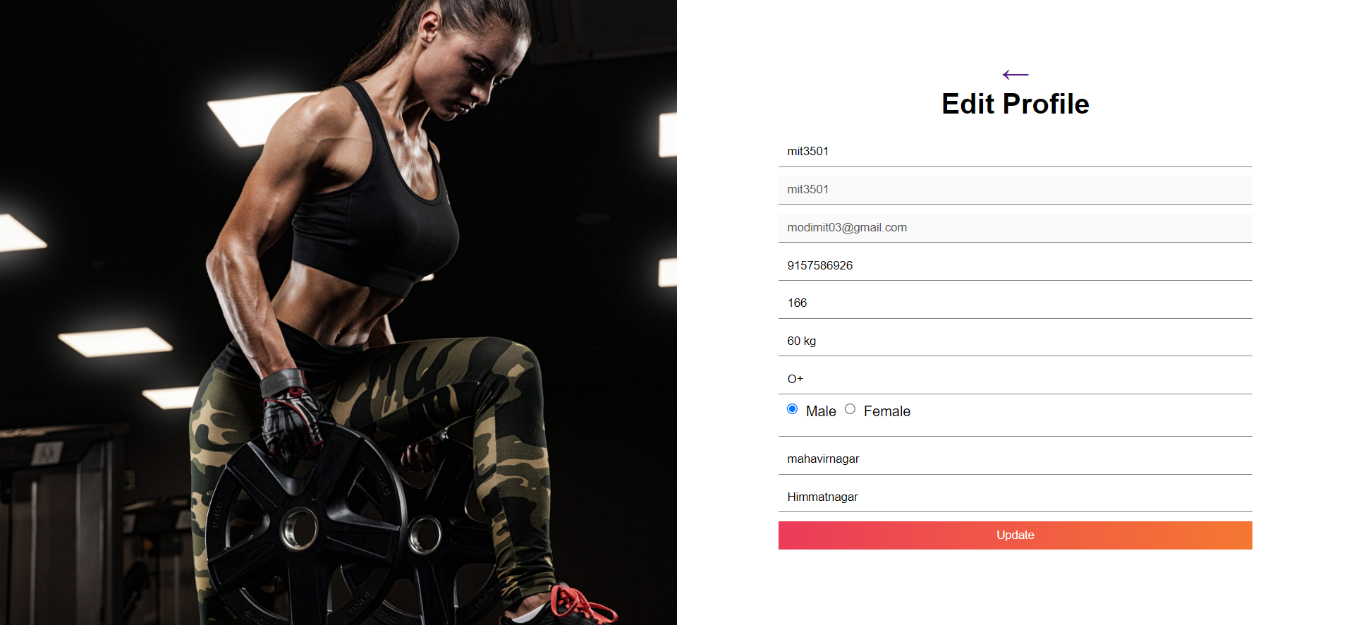 ←
Edit Profile
mit3501
mit3501
modimit03@gmail.com
9157586926
166
60 kg
O+
Male Female
mahavirnagar
Himmatnagar
Update